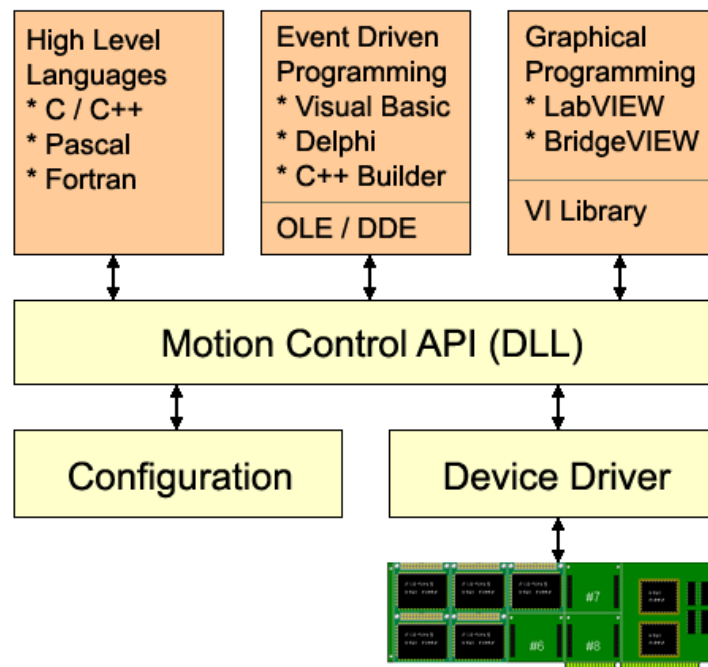 High Level
Languages
* C / C++
* Pascal
* Fortran
Event Driven
Programming
* Visual Basic
* Delphi
* C++ Builder
OLE / DDE
Graphical
Programming
* LabVIEW
* BridgeVIEW
VI Library
Motion Control API (DLL)
Configuration
Device Driver
#7
#6
#8